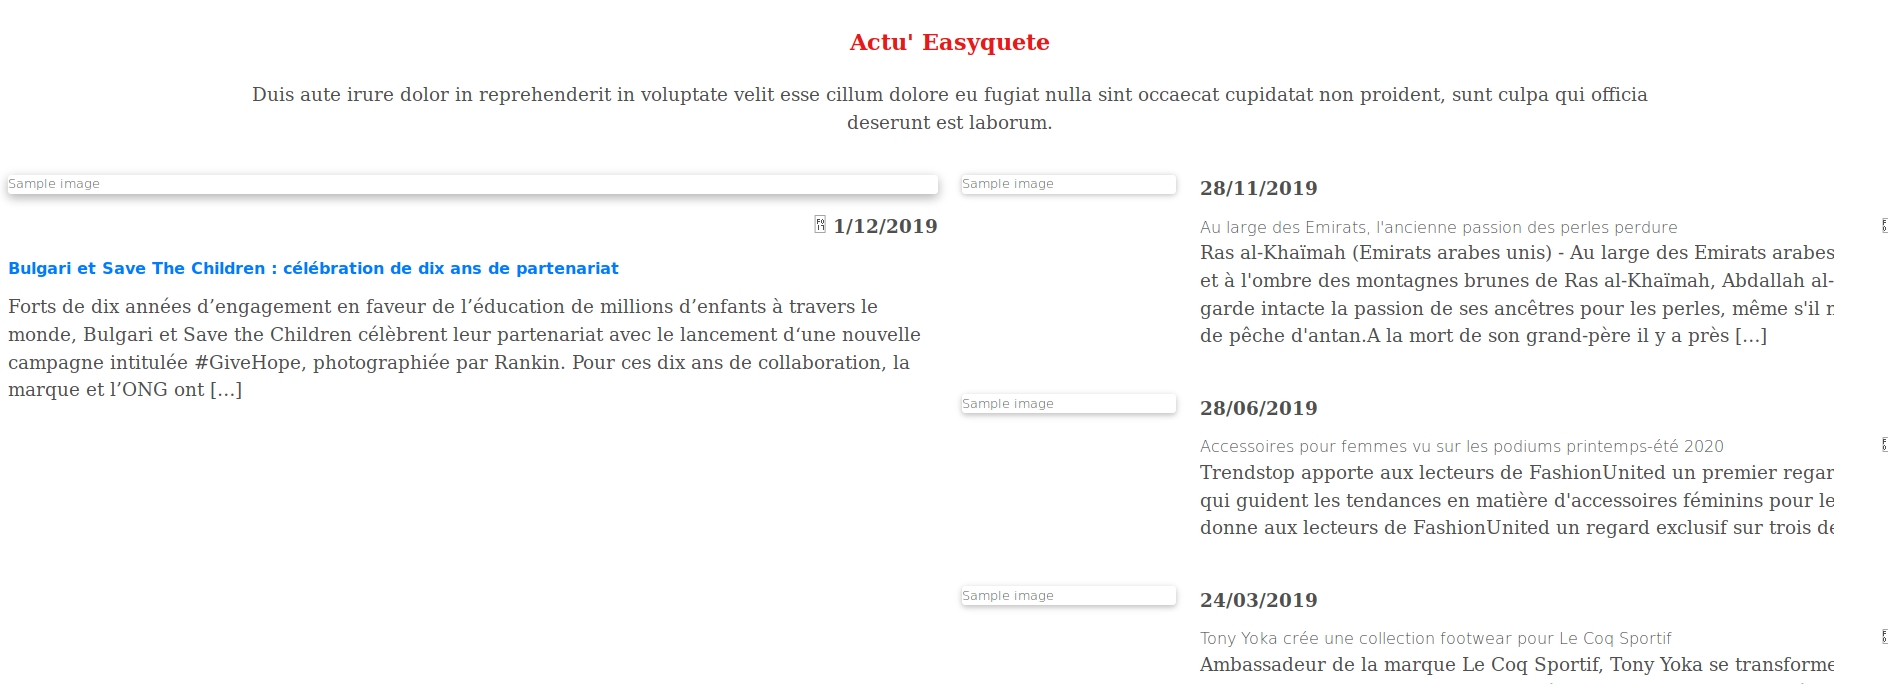 Actu' Easyquete
Duis aute irure dolor in reprehenderit in voluptate velit esse cillum dolore eu fugiat nulla sint occaecat cupidatat non proident, sunt culpa qui officia
deserunt est laborum.
Sample image
1/12/2019
Bulgari et Save The Children : célébration de dix ans de partenariat
Forts de dix années d’engagement en faveur de l’éducation de millions d’enfants à travers le
monde, Bulgari et Save the Children célèbrent leur partenariat avec le lancement d‘une nouvelle
campagne intitulée #GiveHope, photographiée par Rankin. Pour ces dix ans de collaboration, la
marque et l’ONG ont [...]
Sample image
28/11/2019
Au large des Emirats, l'ancienne passion des perles perdure
Ras al-Khaïmah (Emirats arabes unis) - Au large des Emirats arabes
et à l'ombre des montagnes brunes de Ras al-Khaïmah, Abdallah al-
garde intacte la passion de ses ancêtres pour les perles, même s'il
de pêche d'antan.A la mort de son grand-père il y a près [...]
Sample image
28/06/2019
Accessoires pour femmes vu sur les podiums printemps-été 2020
Trendstop apporte aux lecteurs de FashionUnited un premier regar
qui guident les tendances en matière d'accessoires féminins pour le
donne aux lecteurs de FashionUnited un regard exclusif sur trois de
Sample image
24/03/2019
Tony Yoka crée une collection footwear pour Le Coq Sportif
Ambassadeur de la marque Le Coq Sportif, Tony Yoka se transforme